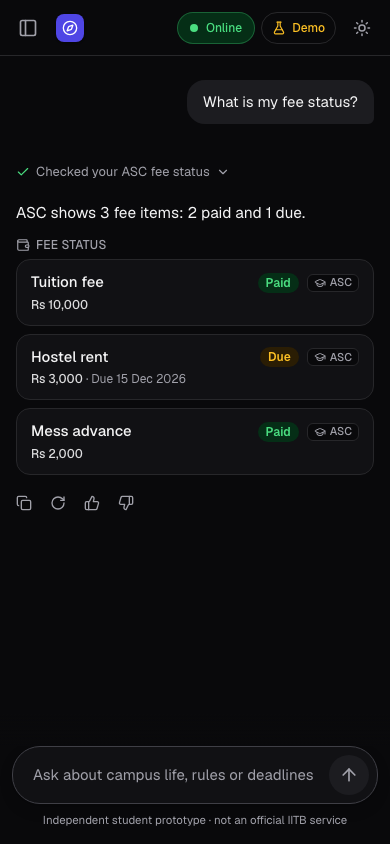 Online
Demo
What is my fee status?
Checked your ASC fee status
ASC shows 3 fee items: 2 paid and 1 due.
FEE STATUS
Tuition fee Paid ASC
Rs 10,000
Hostel rent Due ASC
Rs 3,000 · Due 15 Dec 2026
Mess advance Paid ASC
Rs 2,000
Ask about campus life, rules or deadlines
Independent student prototype · not an official IITB service